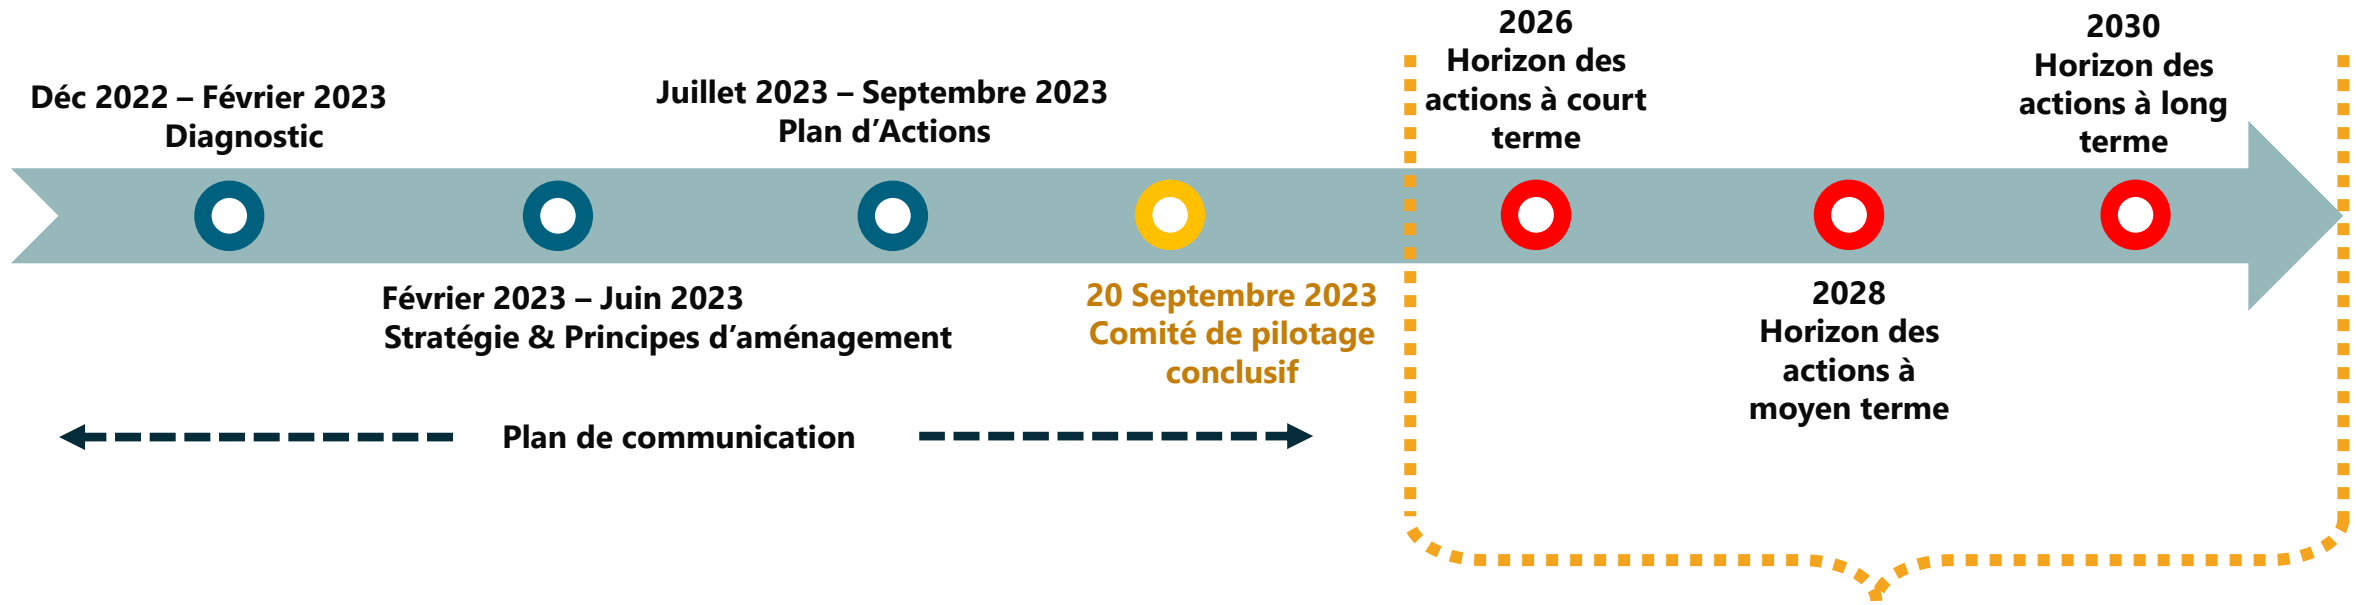 Déc 2022 – Février 2023
Diagnostic
Février 2023 – Juin 2023
Stratégie & Principes d’aménagement
Juillet 2023 – Septembre 2023
Plan d’Actions
20 Septembre 2023
Comité de pilotage
conclusif
2026
Horizon des
actions à court
terme
2028
Horizon des
actions à
moyen terme
2030
Horizon des
actions à long
terme
Plan de communication